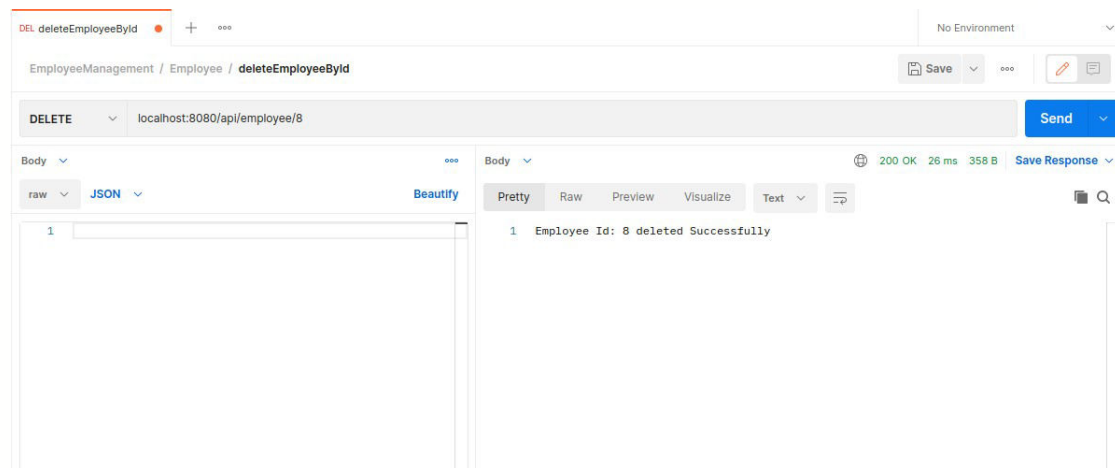 DEL deleteEmployeeById
No Environment
EmployeeManagement / Employee / deleteEmployeeById
Save
DELETE localhost:8080/api/employee/8 Send
Body
Body 200 OK 26 ms 358 B Save Response
raw JSON Beautify
Pretty Raw Preview Visualize Text
1
1 Employee Id: 8 deleted Successfully